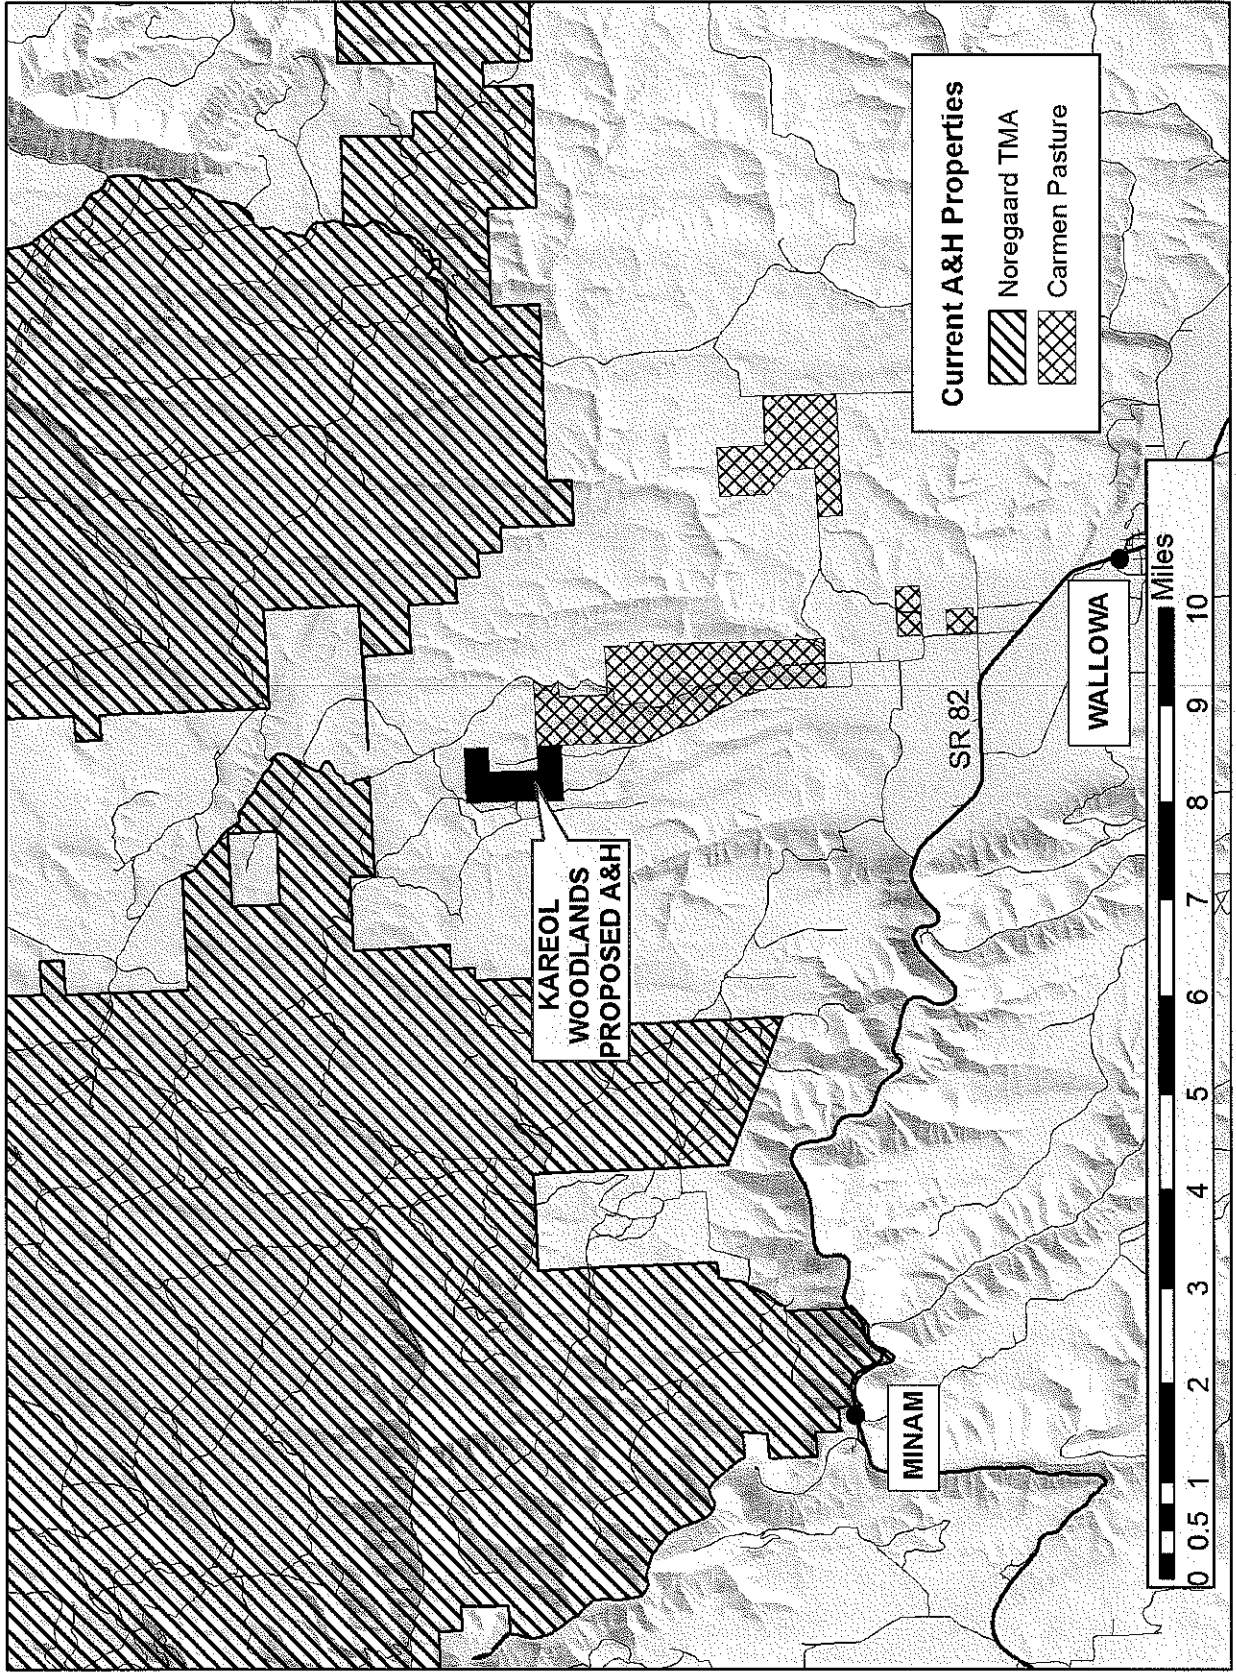 KAREOL
WOODLANDS
PROPOSED A&H
Current A&H Properties
Noregaard TMA
Carmen Pasture
SR 82
WALLOWA
MINAM
Miles
0 0.5 1 2 3 4 5 6 7 8 9 10